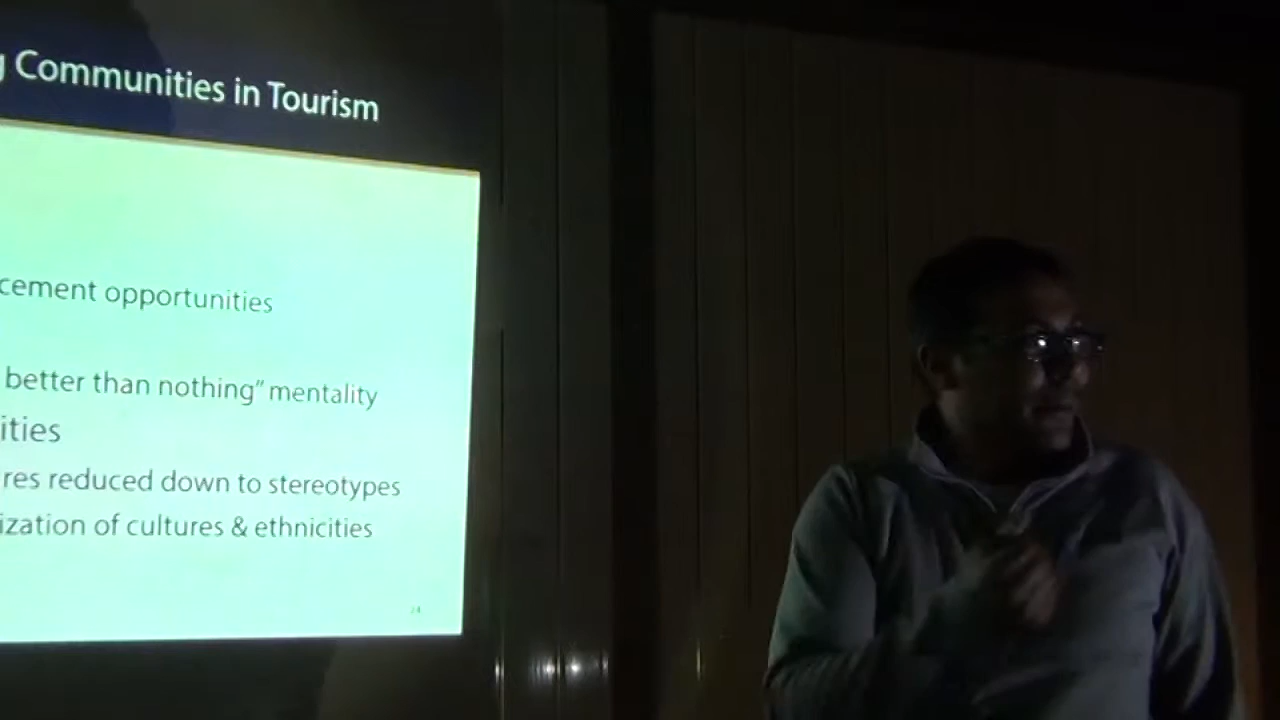 Communities in Tourism
cement opportunities
better than nothing" mentality
ities
res reduced down to stereotypes
ization of cultures & ethnicities